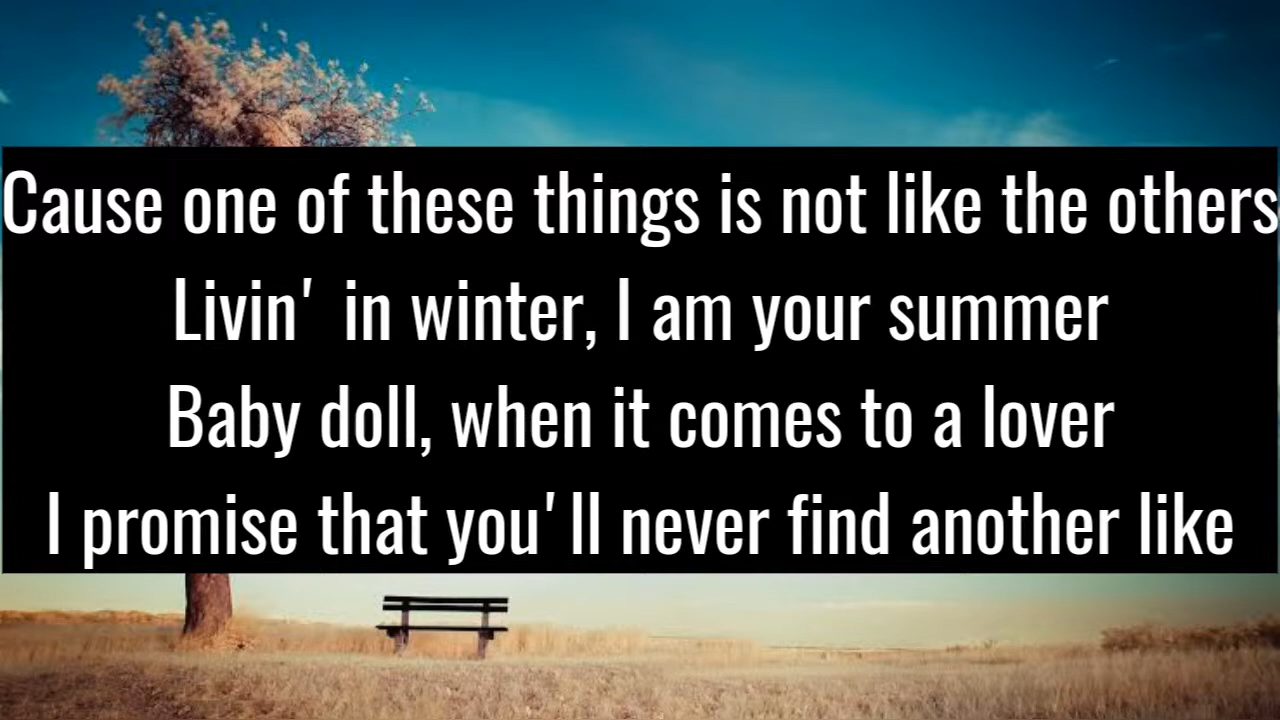 Cause one of these things is not like the others
Livin' in winter, I am your summer
Baby doll, when it comes to a lover
I promise that you'll never find another like